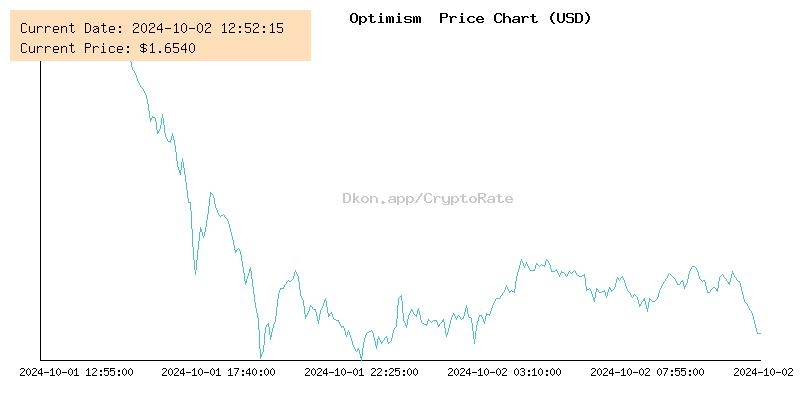 Optimism  Price Chart (USD)
Current Date: 2024-10-02 12:52:15
Current Price: $1.6540
Dkon.app/CryptoRate
2024-10-01 12:55:00 2024-10-01 17:40:00 2024-10-01 22:25:00 2024-10-02 03:10:00 2024-10-02 07:55:00 2024-10-02